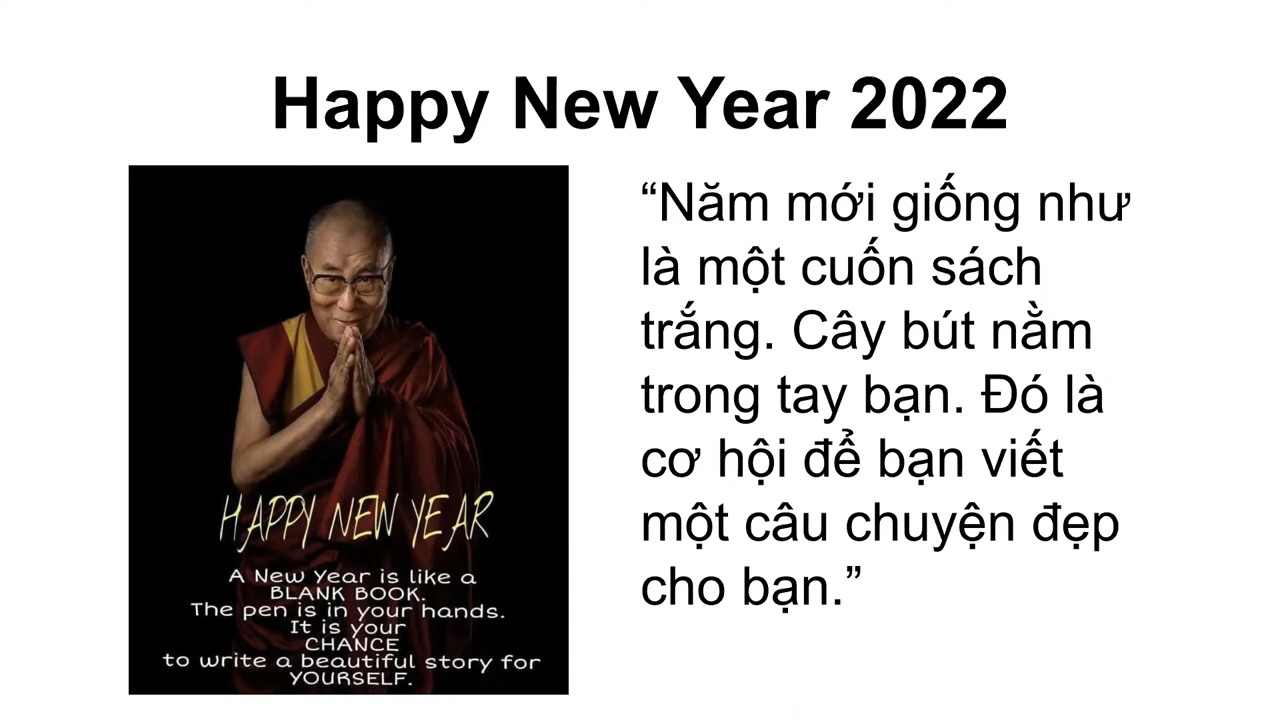 Happy New Year 2022
HAPPY NEW YEAR
A New Year is like a
BLANK BOOK.
The pen is in your hands.
It is your
CHANCE
to write a beautiful story for
YOURSELF.
“Năm mới giống như
là một cuốn sách
trắng. Cây bút nằm
trong tay bạn. Đó là
cơ hội để bạn viết
một câu chuyện đẹp
cho bạn.”